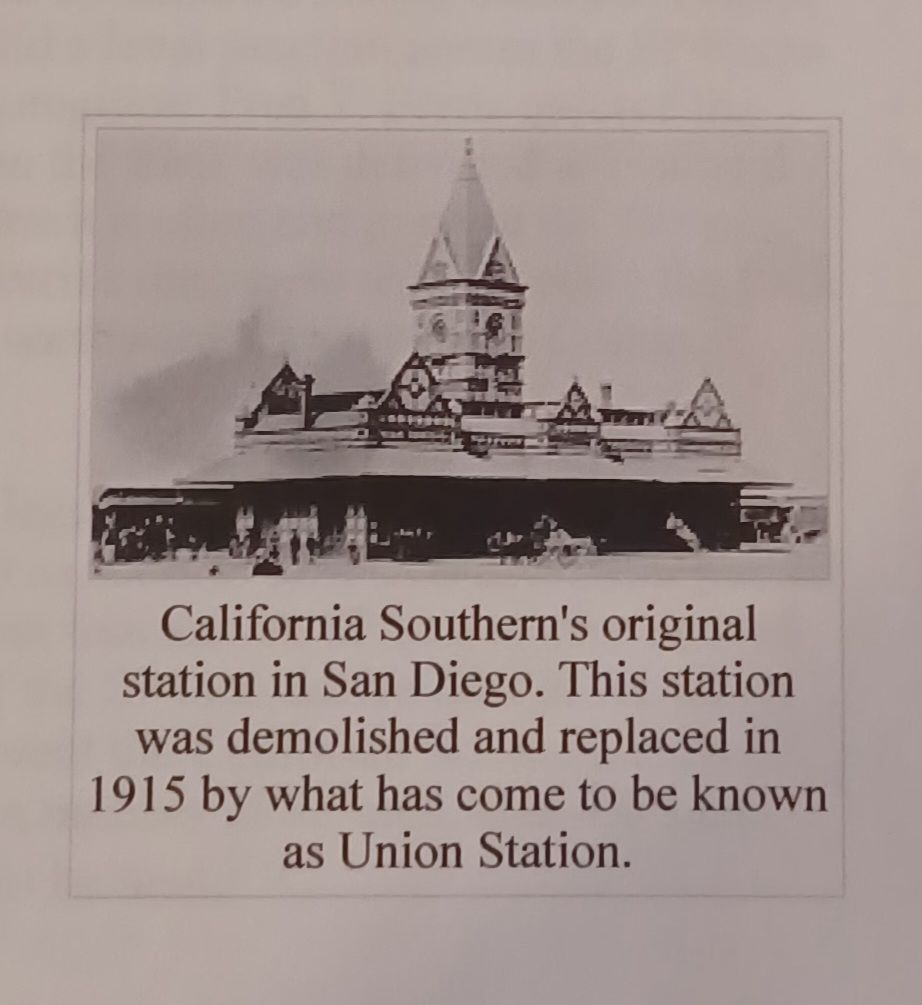 California Southern's original
station in San Diego. This station
was demolished and replaced in
1915 by what has come to be known
as Union Station.